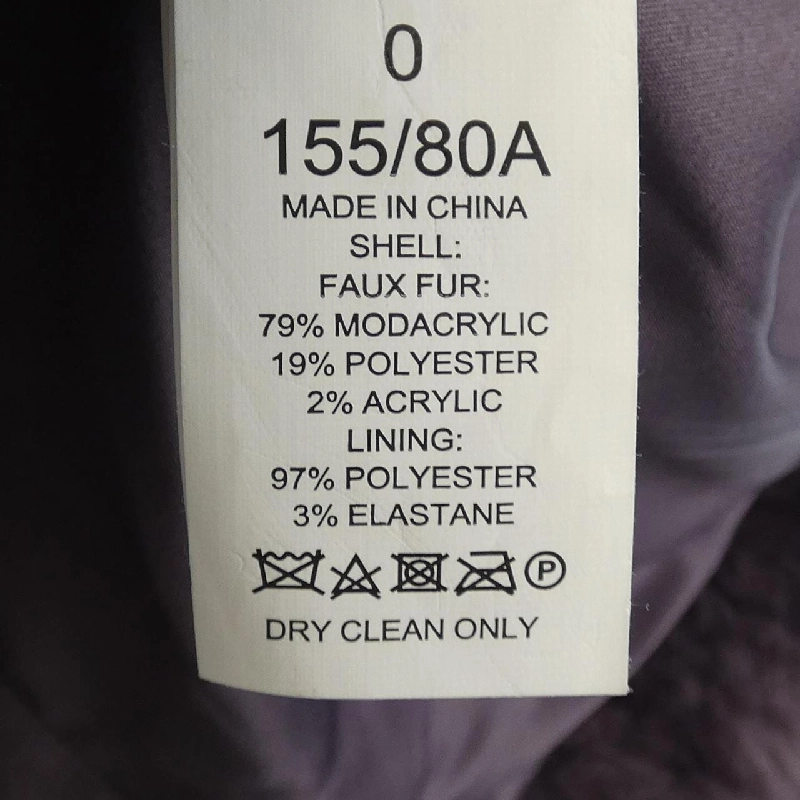 0
155/80A
MADE IN CHINA
SHELL:
FAUX FUR:
79% MODACRYLIC
19% POLYESTER
2% ACRYLIC
LINING:
97% POLYESTER
3% ELASTANE
P
DRY CLEAN ONLY